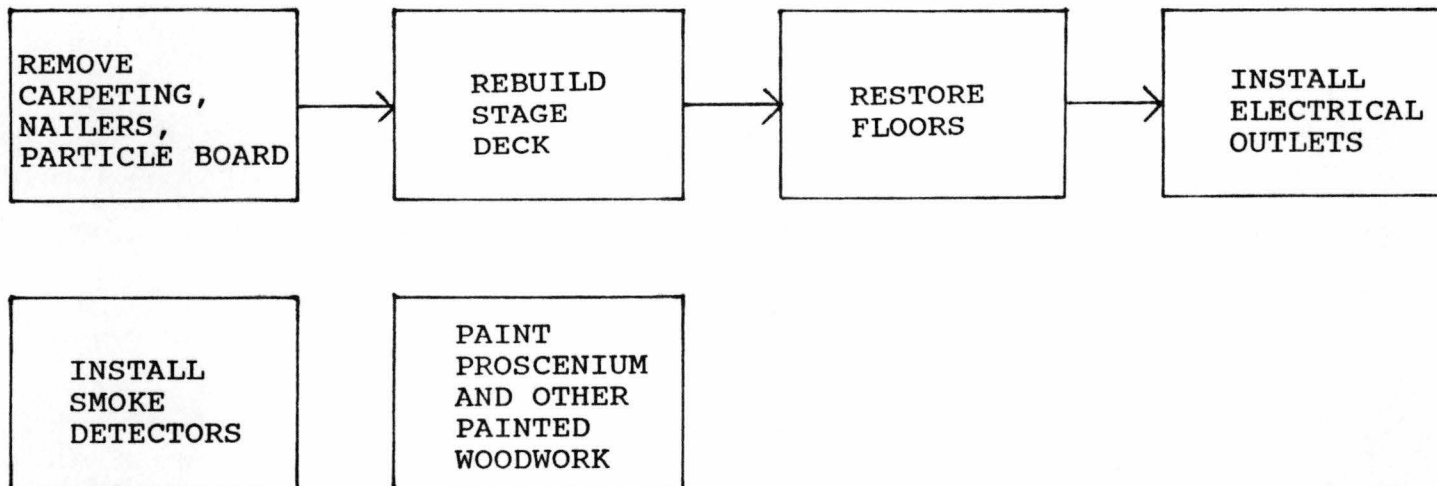 REMOVE
CARPETING,
NAILERS,
PARTICLE BOARD
REBUILD
STAGE
DECK
RESTORE
FLOORS
INSTALL
ELECTRICAL
OUTLETS
INSTALL
SMOKE
DETECTORS
PAINT
PROSCENIUM
AND OTHER
PAINTED
WOODWORK